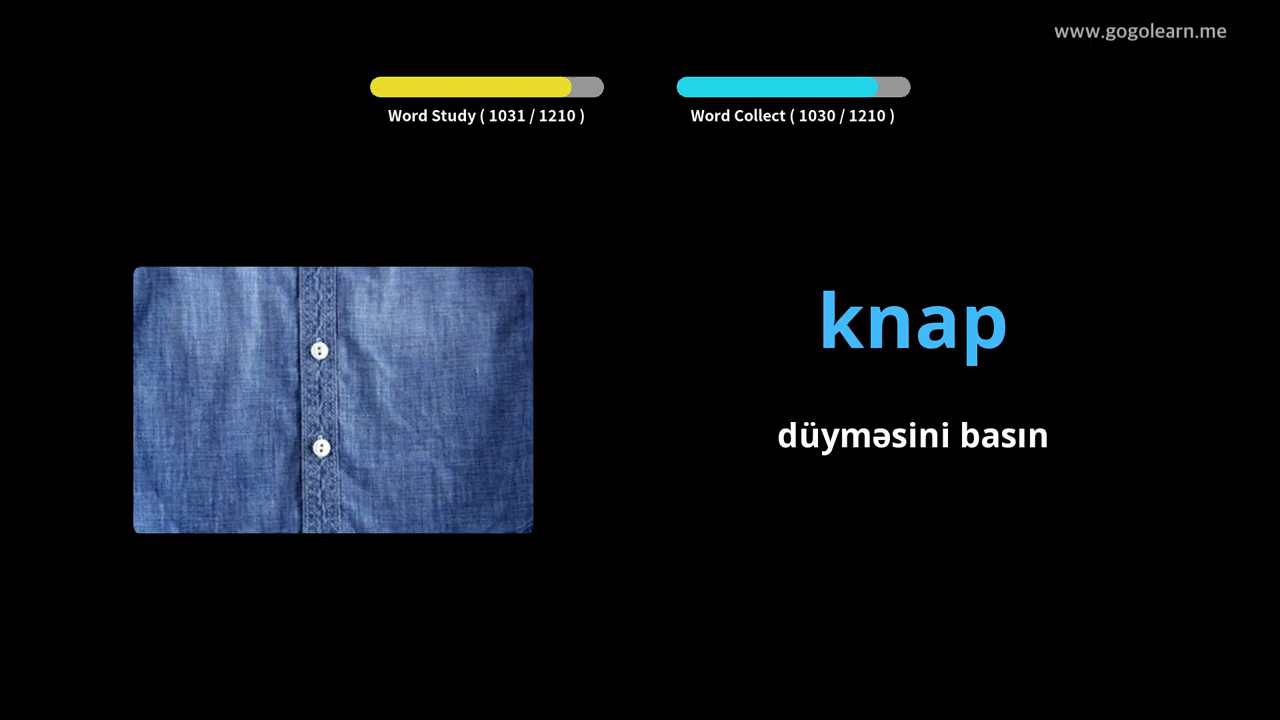 www.gogolearn.me
Word Study ( 1031 / 1210 )
Word Collect ( 1030 / 1210 )
knap
düyməsini basın